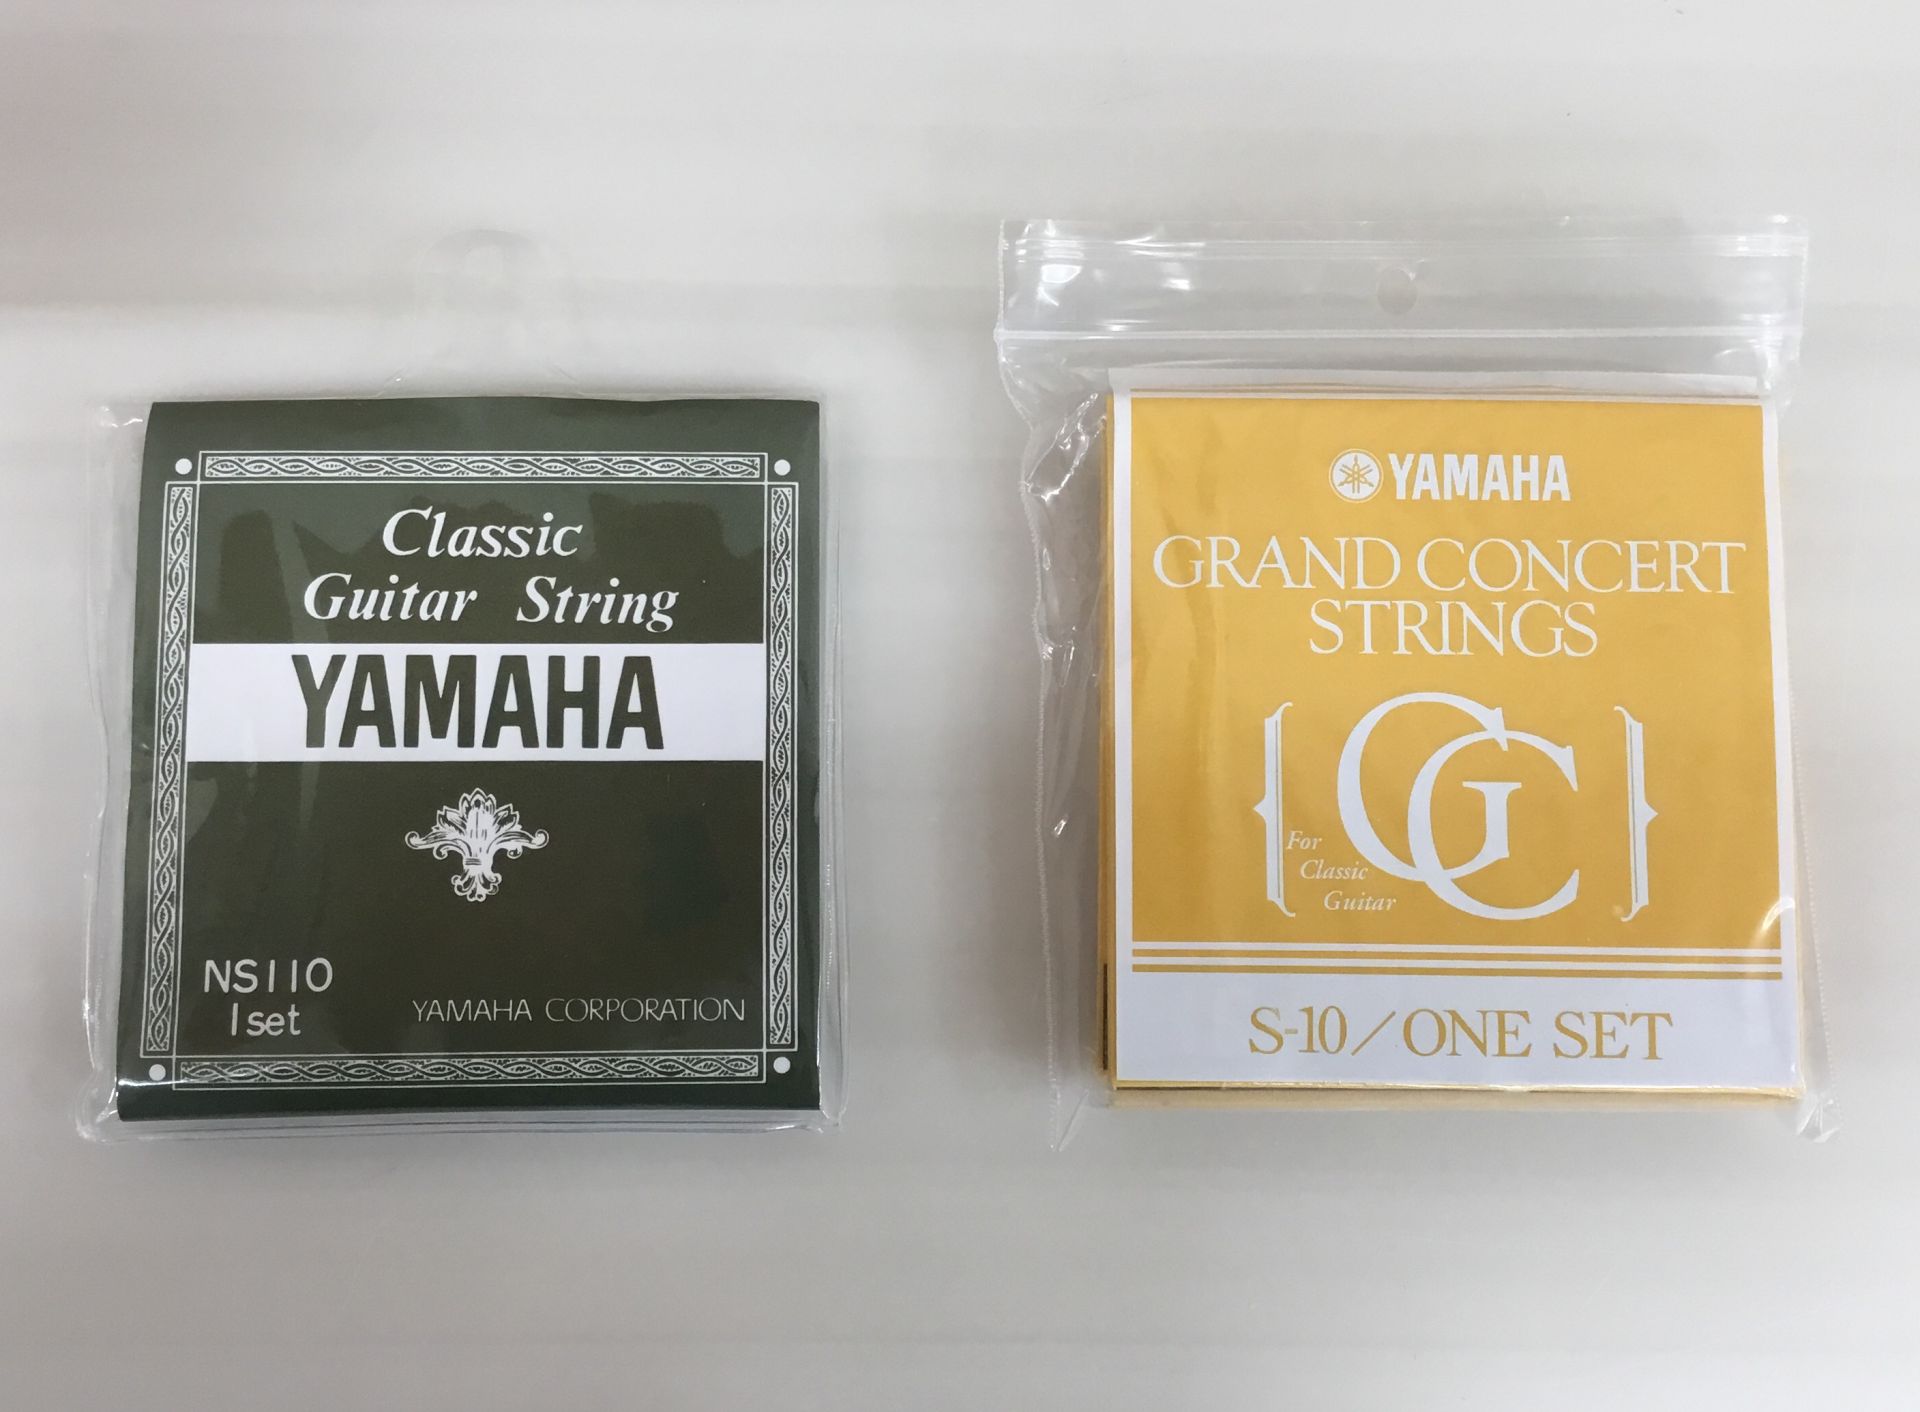 Classic
Guitar String
YAMAHA
NS110
1set
YAMAHA CORPORATION
YAMAHA
GRAND CONCERT
STRINGS
GC
For
Classic
Guitar
S-10/ONE SET